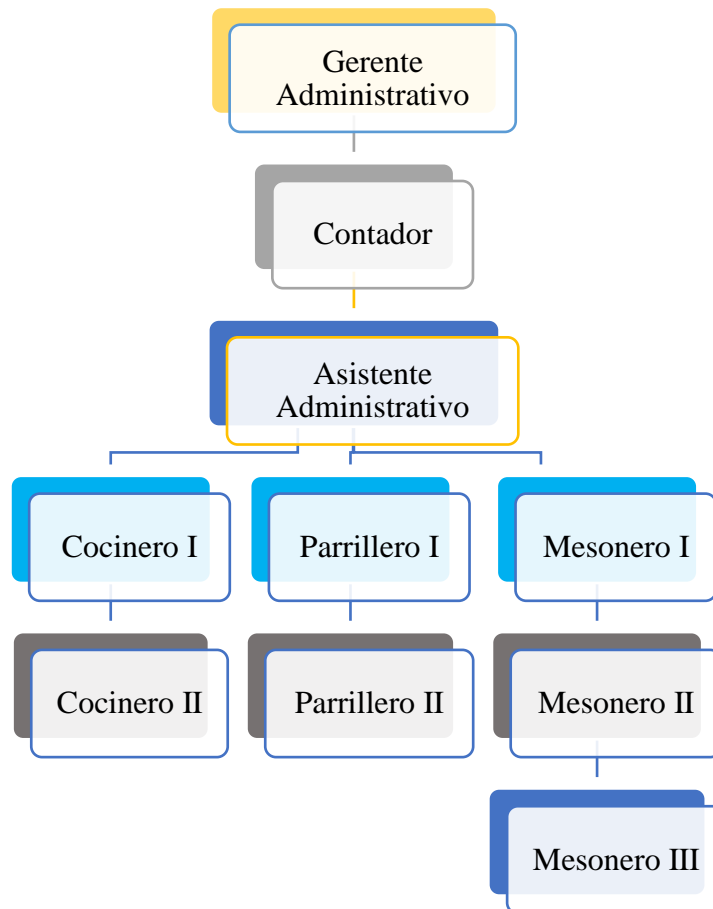 Gerente
Administrativo
Contador
Asistente
Administrativo
Cocinero I
Parrillero I
Mesonero I
Cocinero II
Parrillero II
Mesonero II
Mesonero III